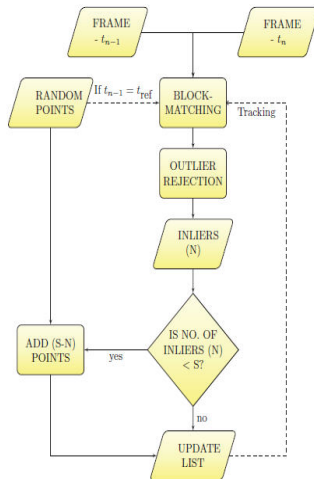 FRAME
- tₙ₋₁
FRAME
- tₙ
RANDOM
POINTS
If tₙ₋₁ = t_ref
BLOCK-
MATCHING
Tracking
OUTLIER
REJECTION
INLIERS
(N)
IS NO. OF
INLIERS (N)
< S?
yes
ADD (S-N)
POINTS
no
UPDATE
LIST